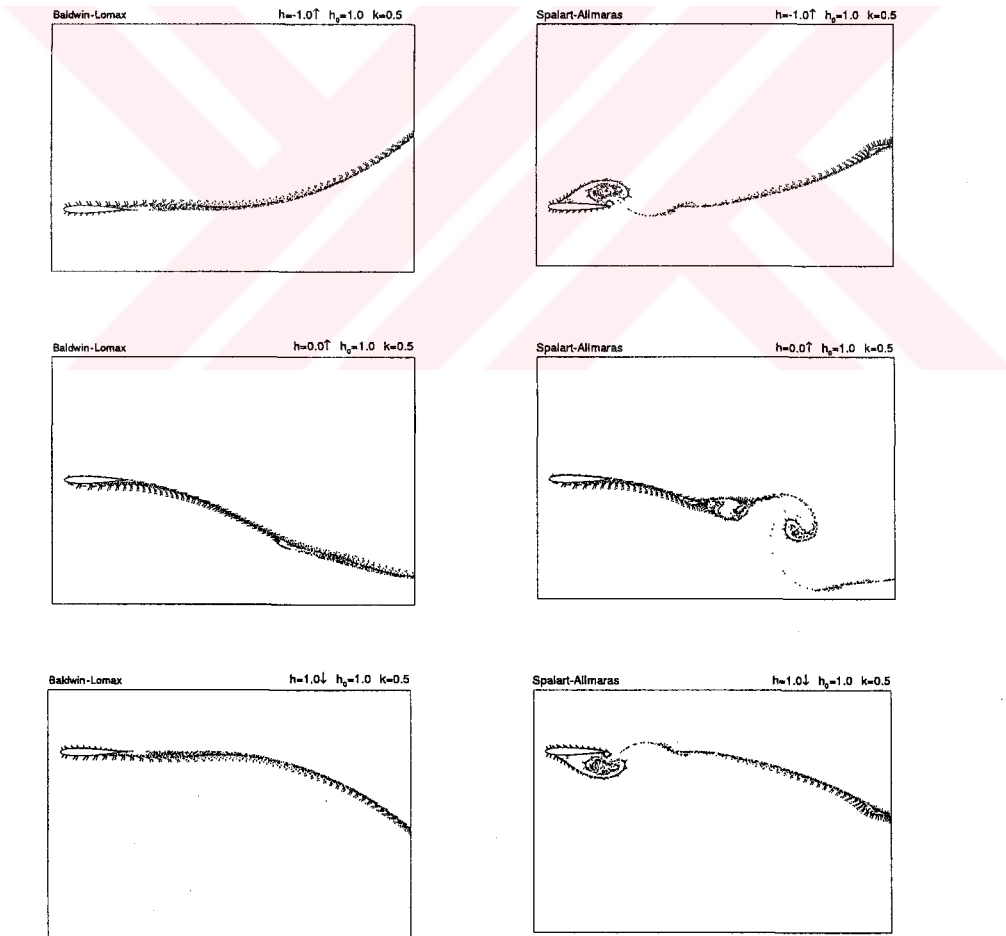 Baldwin-Lomax h=-1.0↑ h₀=1.0 k=0.5
Spalart-Allmaras h=-1.0↑ h₀=1.0 k=0.5
Baldwin-Lomax h=0.0↑ h₀=1.0 k=0.5
Spalart-Allmaras h=0.0↑ h₀=1.0 k=0.5
Baldwin-Lomax h=1.0↓ h₀=1.0 k=0.5
Spalart-Allmaras h=1.0↓ h₀=1.0 k=0.5